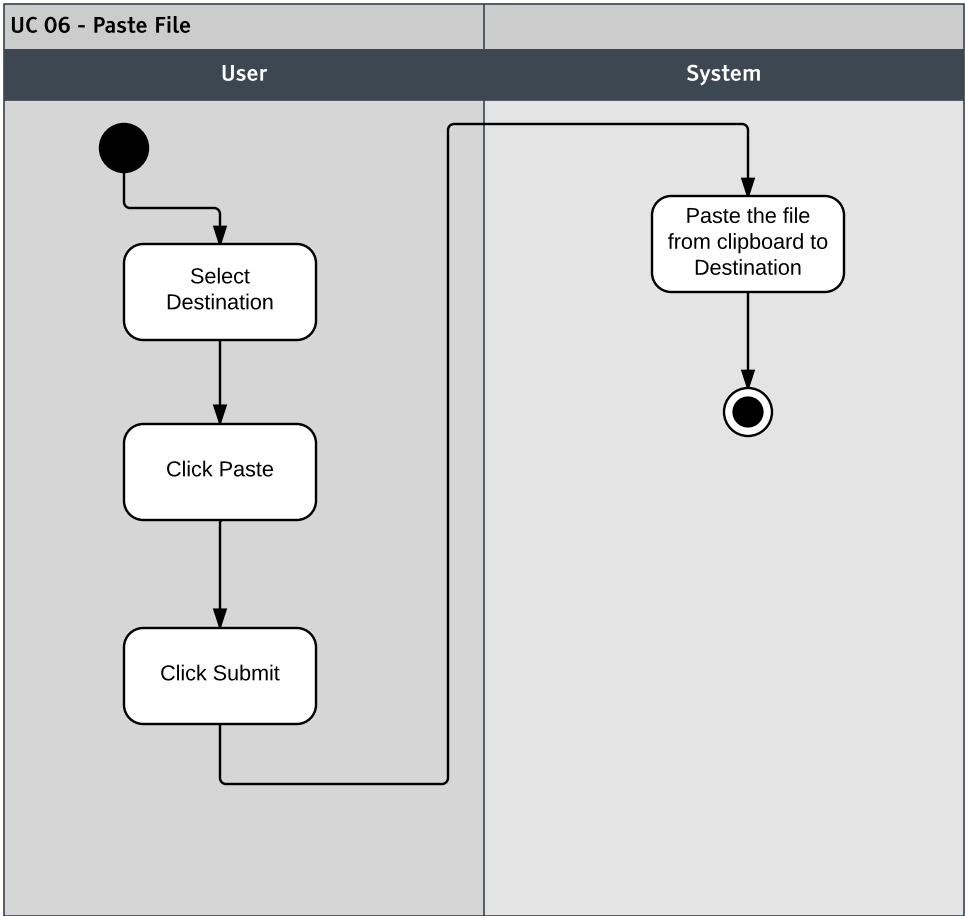 UC 06 - Paste File
User
System
Select
Destination
Click Paste
Click Submit
Paste the file
from clipboard to
Destination